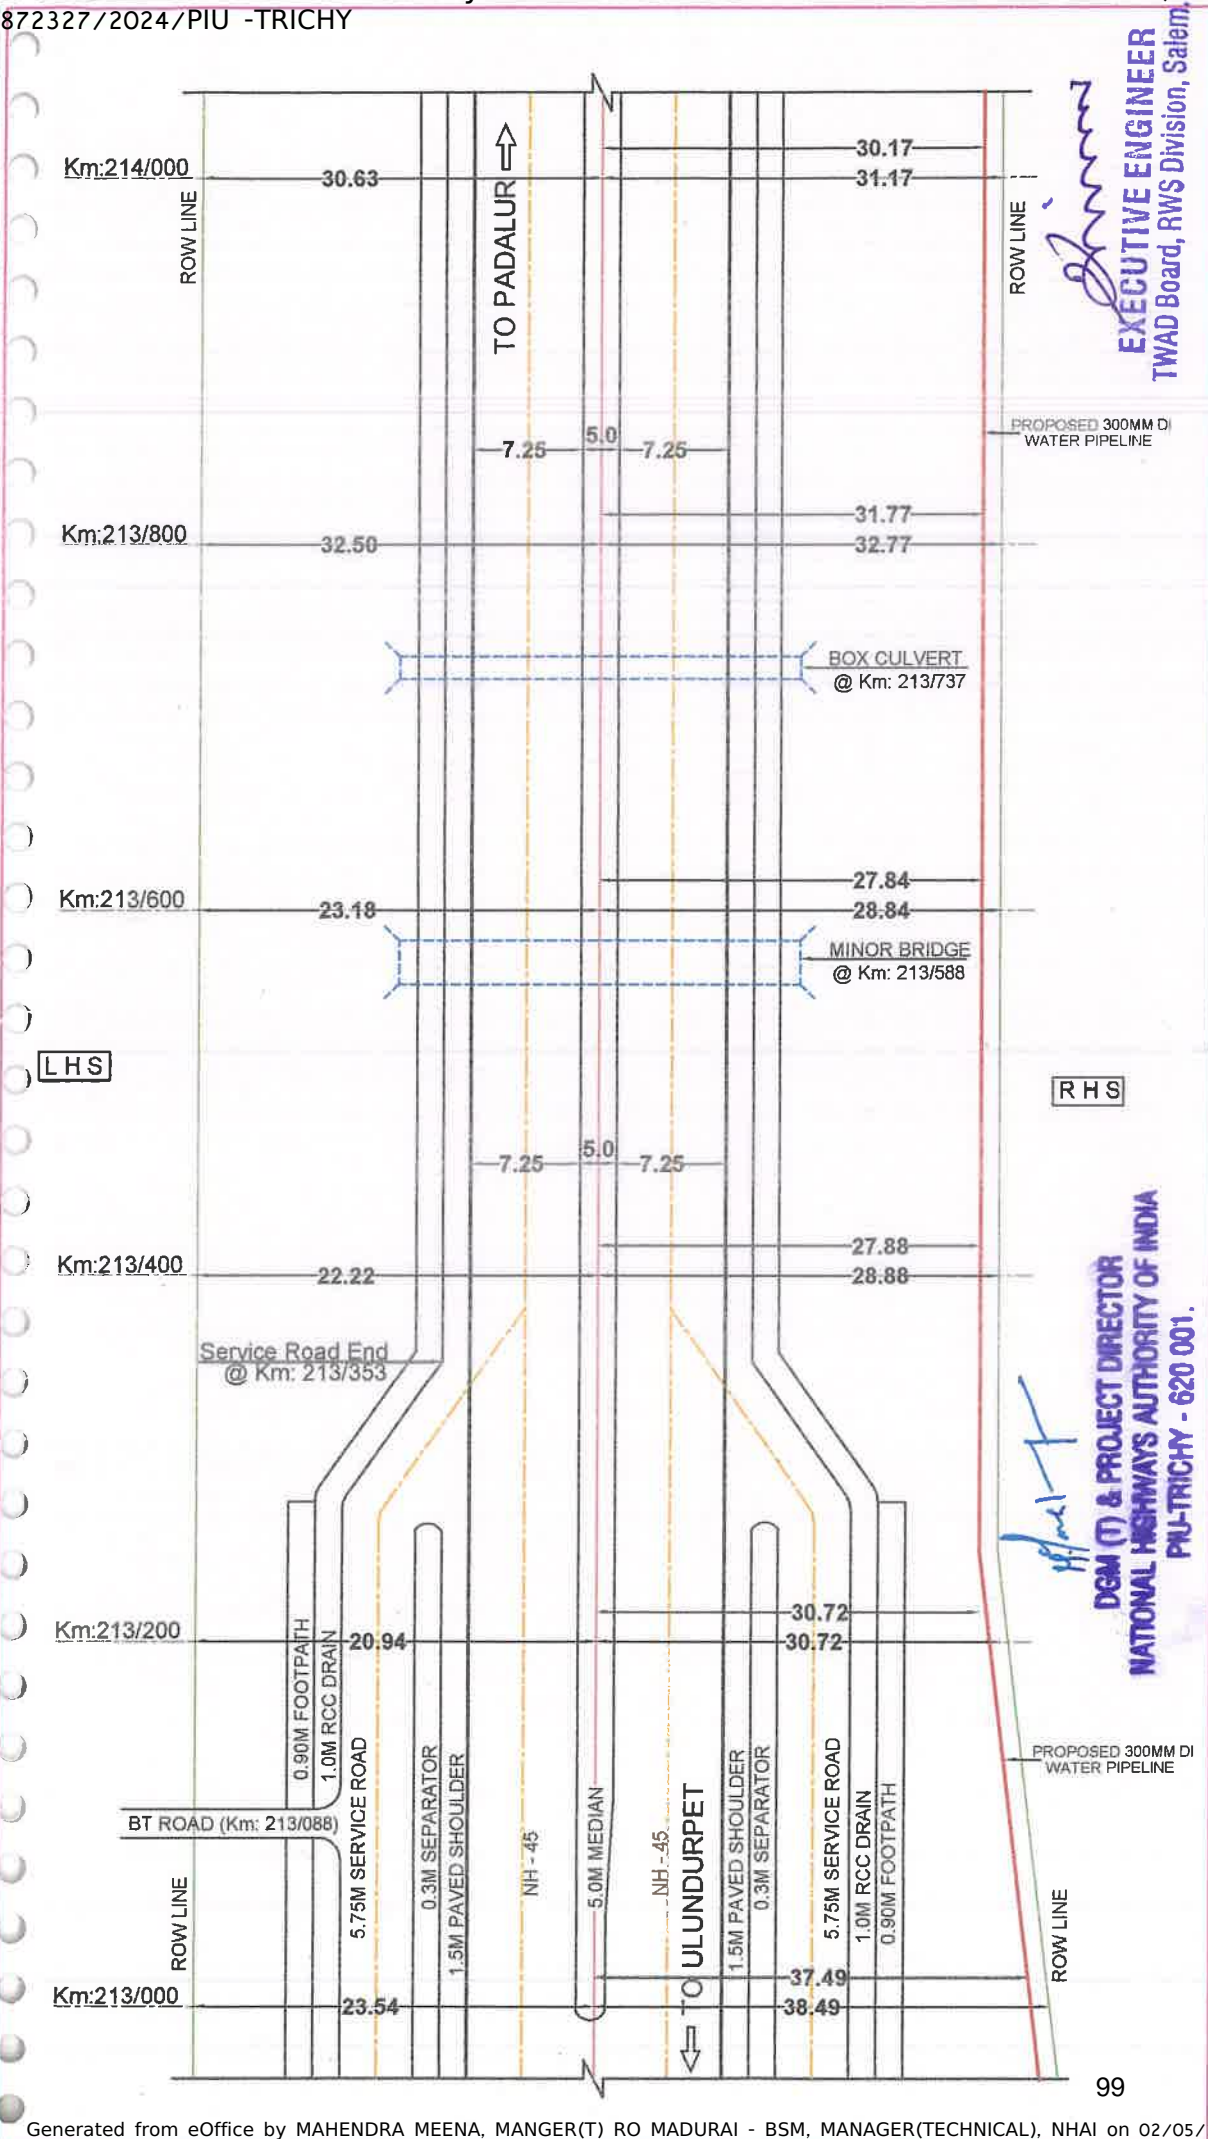 872327/2024/PIU -TRICHY
EXECUTIVE ENGINEER
TWAD Board, RWS Division, Salem.
Km:214/000
30.17
30.63
31.17
ROW LINE
TO PADALUR
ROW LINE
PROPOSED 300MM DI
WATER PIPELINE
7.25
5.0
7.25
31.77
Km:213/800
32.50
32.77
BOX CULVERT
@ Km: 213/737
27.84
Km:213/600
23.18
28.84
MINOR BRIDGE
@ Km: 213/588
LHS
RHS
7.25
5.0
7.25
27.88
Km:213/400
22.22
28.88
Service Road End
@ Km: 213/353
DGM (T) & PROJECT DIRECTOR
NATIONAL HIGHWAYS AUTHORITY OF INDIA
PIU-TRICHY - 620 001.
30.72
Km:213/200
20.94
30.72
0.90M FOOTPATH
1.0M RCC DRAIN
5.75M SERVICE ROAD
0.3M SEPARATOR
1.5M PAVED SHOULDER
NH - 45
5.0M MEDIAN
NH - 45
TO ULUNDURPET
1.5M PAVED SHOULDER
0.3M SEPARATOR
5.75M SERVICE ROAD
1.0M RCC DRAIN
0.90M FOOTPATH
PROPOSED 300MM DI
WATER PIPELINE
BT ROAD (Km: 213/088)
ROW LINE
ROW LINE
37.49
Km:213/000
23.54
38.49
99
Generated from eOffice by MAHENDRA MEENA, MANGER(T) RO MADURAI - BSM, MANAGER(TECHNICAL), NHAI on 02/05/